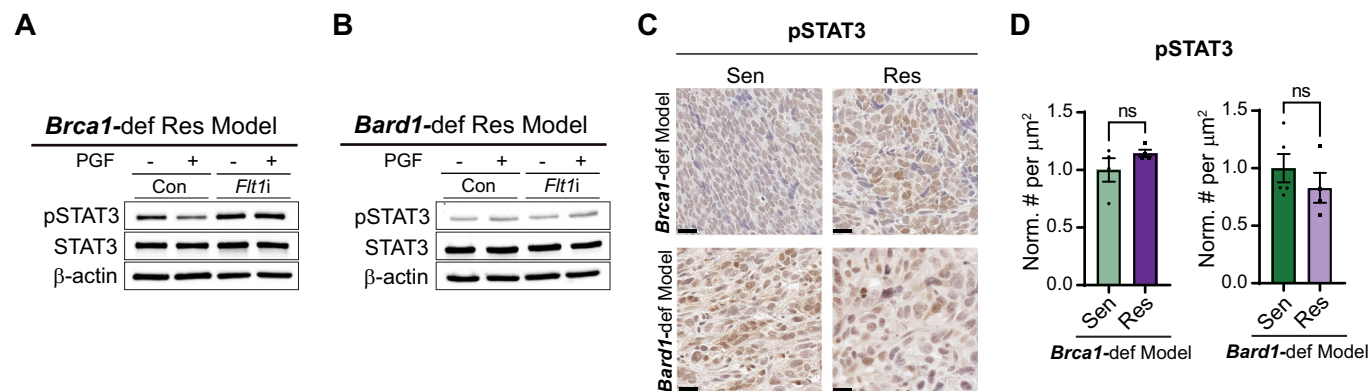 A
Brca1-def Res Model
PGF - + - +
Con Flt1i
pSTAT3
STAT3
β-actin
B
Bard1-def Res Model
PGF - + - +
Con Flt1i
pSTAT3
STAT3
β-actin
C
pSTAT3
Sen Res
Brca1-def Model
Bard1-def Model
D
pSTAT3
Norm. # per µm²
1.5
1.0
0.5
0.0
ns
Sen Res
Brca1-def Model
Norm. # per µm²
1.5
1.0
0.5
0.0
ns
Sen Res
Bard1-def Model